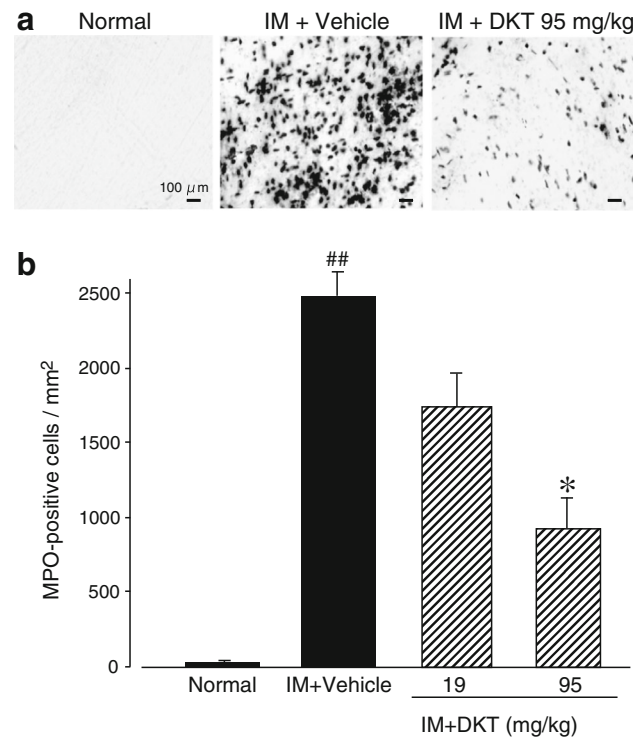 a
Normal
IM + Vehicle
IM + DKT 95 mg/kg
100 μm
b
MPO-positive cells / mm²
2500
2000
1500
1000
500
0
##
*
Normal
IM+Vehicle
19
95
IM+DKT (mg/kg)